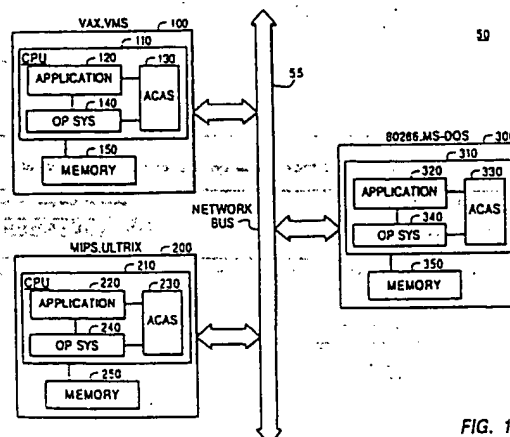 VAX.VMS 100
110
CPU 120 130
APPLICATION
ACAS
140
OP SYS
150
MEMORY
50
55
NETWORK
BUS
80286.MS-DOS 300
310
CPU 320 330
APPLICATION
ACAS
340
OP SYS
350
MEMORY
MIPS.ULTRIX 200
210
CPU 220 230
APPLICATION
ACAS
240
OP SYS
250
MEMORY
FIG. 1